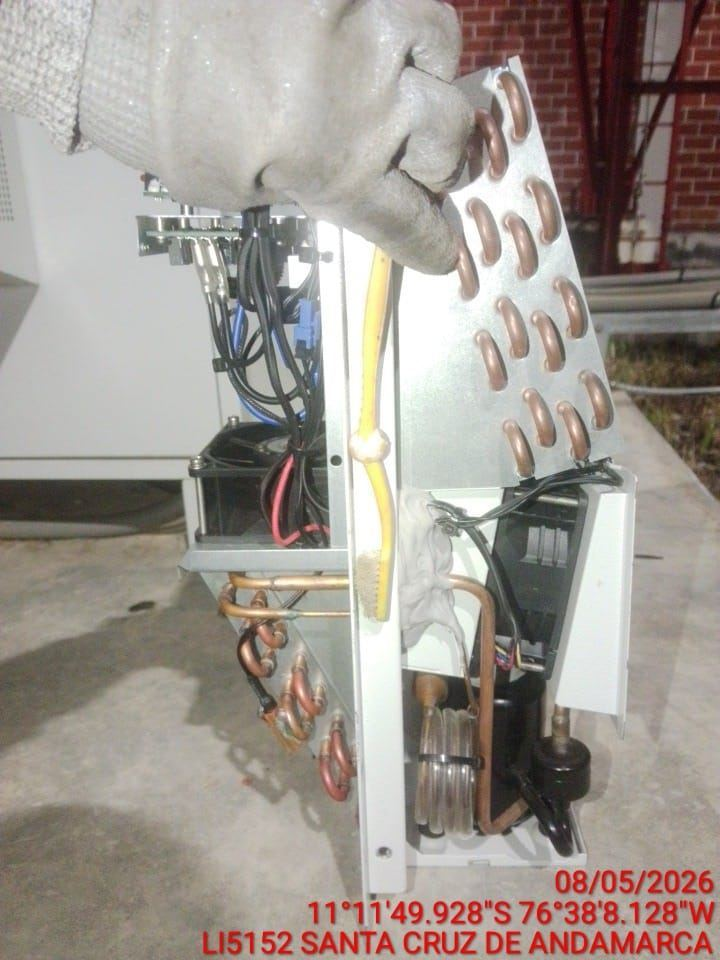 08/05/2026
11°11'49.928"S 76°38'8.128"W
LI5152 SANTA CRUZ DE ANDAMARCA